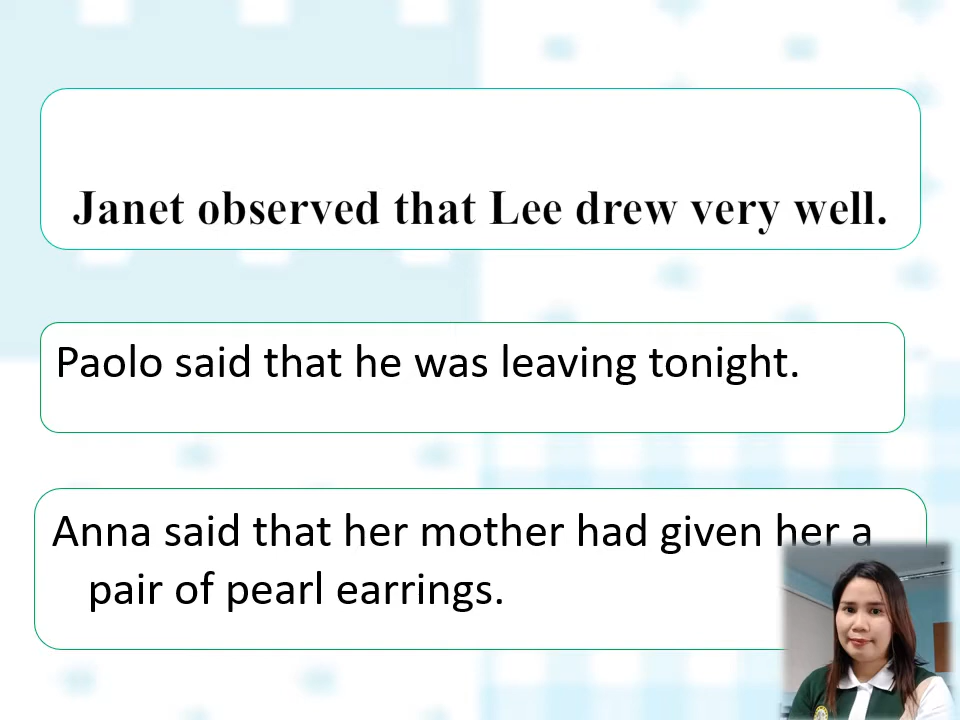 Janet observed that Lee drew very well.
Paolo said that he was leaving tonight.
Anna said that her mother had given her a
pair of pearl earrings.